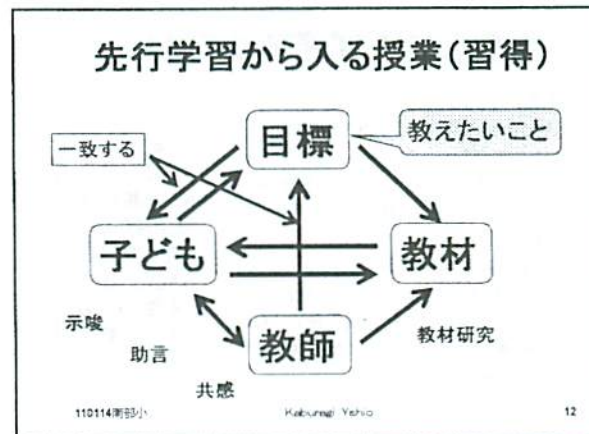 先行学習から入る授業(習得)
一致する
目標
教えたいこと
子ども
教材
示唆
助言
共感
教師
教材研究
110114南部小
Kaburagi Yshio
12